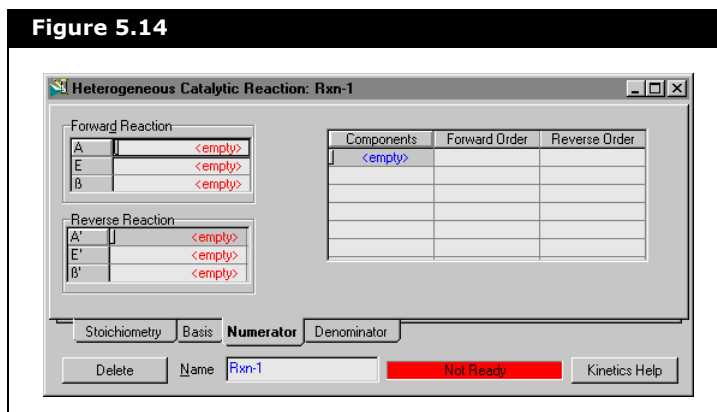 Figure 5.14
Heterogeneous Catalytic Reaction: Rxn-1
Forward Reaction
A <empty>
E <empty>
ß <empty>
Reverse Reaction
A' <empty>
E' <empty>
ß' <empty>
Components Forward Order Reverse Order
<empty>
Stoichiometry Basis Numerator Denominator
Delete Name Rxn-1 Not Ready Kinetics Help